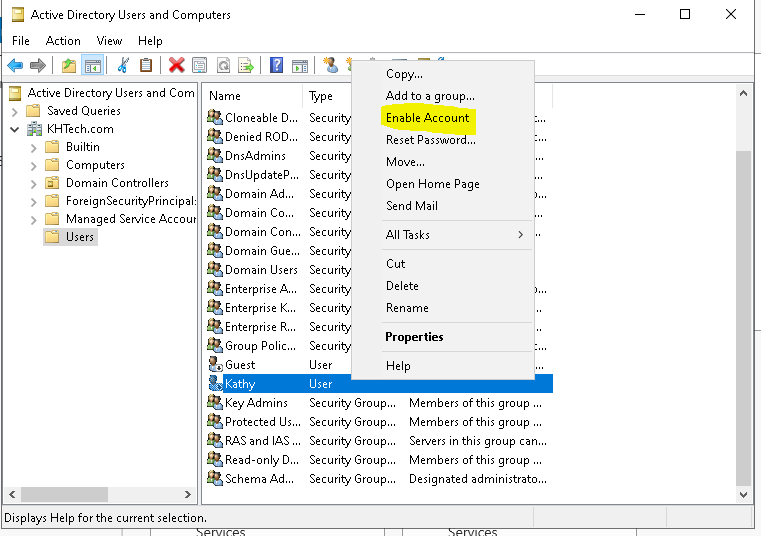 Active Directory Users and Computers
File Action View Help
Active Directory Users and Com
Saved Queries
KHTech.com
Builtin
Computers
Domain Controllers
ForeignSecurityPrincipal:
Managed Service Accour
Users
Name Type
Cloneable D... Security
Denied ROD... Security
DnsAdmins Security
DnsUpdateP... Security
Domain Ad... Security
Domain Co... Security
Domain Con... Security
Domain Gue... Security
Domain Users Security
Enterprise A... Security
Enterprise K... Security
Enterprise R... Security
Group Polic... Security
Guest User
Kathy User
Key Admins Security Group... Members of this group ...
Protected Us... Security Group... Members of this group ...
RAS and IAS ... Security Group... Servers in this group can...
Read-only D... Security Group... Members of this group ...
Schema Ad... Security Group... Designated administrato...
Copy...
Add to a group...
Enable Account
Reset Password...
Move...
Open Home Page
Send Mail
All Tasks
Cut
Delete
Rename
Properties
Help
Displays Help for the current selection.
Services Services